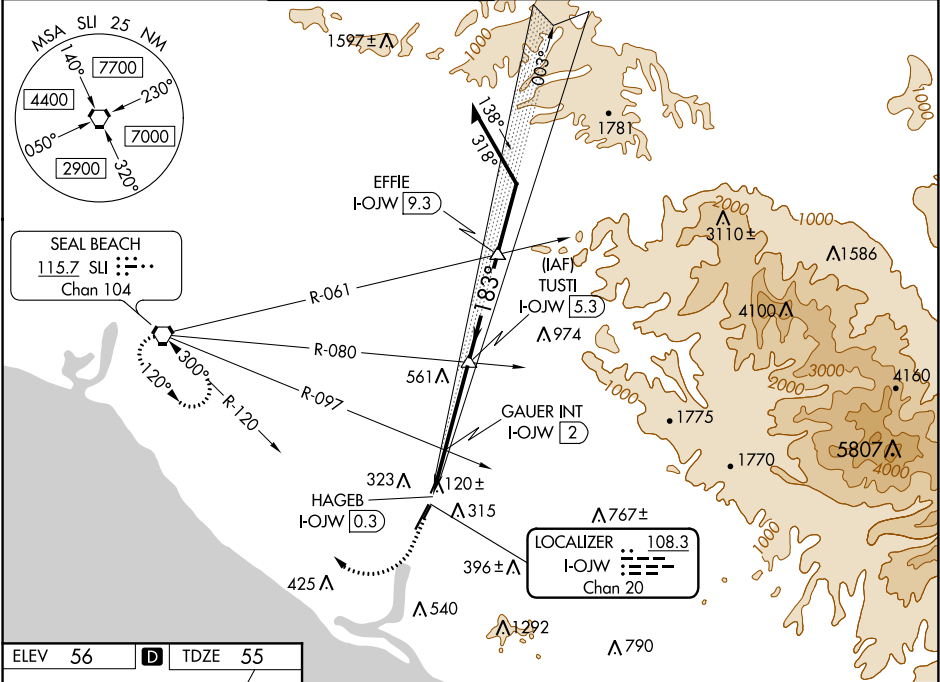 MSA SLI 25 NM
140°
7700
230°
4400
050°
7000
2900
320°
1597±
1000
003°
138°
318°
1781
EFFIE
I-OJW 9.3
2000
3110±
1000
1586
1000
SEAL BEACH
115.7 SLI
Chan 104
R-061
183°
(IAF)
TUSTI
I-OJW 5.3
974
4100
3000
R-080
561
300°
120°
R-120
R-097
1000
2000
4160
GAUER INT
I-OJW 2
1775
5807
4000
1770
323
120±
HAGEB
I-OJW 0.3
315
767±
1000
LOCALIZER 108.3
I-OJW
Chan 20
396±
425
540
1292
790
ELEV 56 D TDZE 55